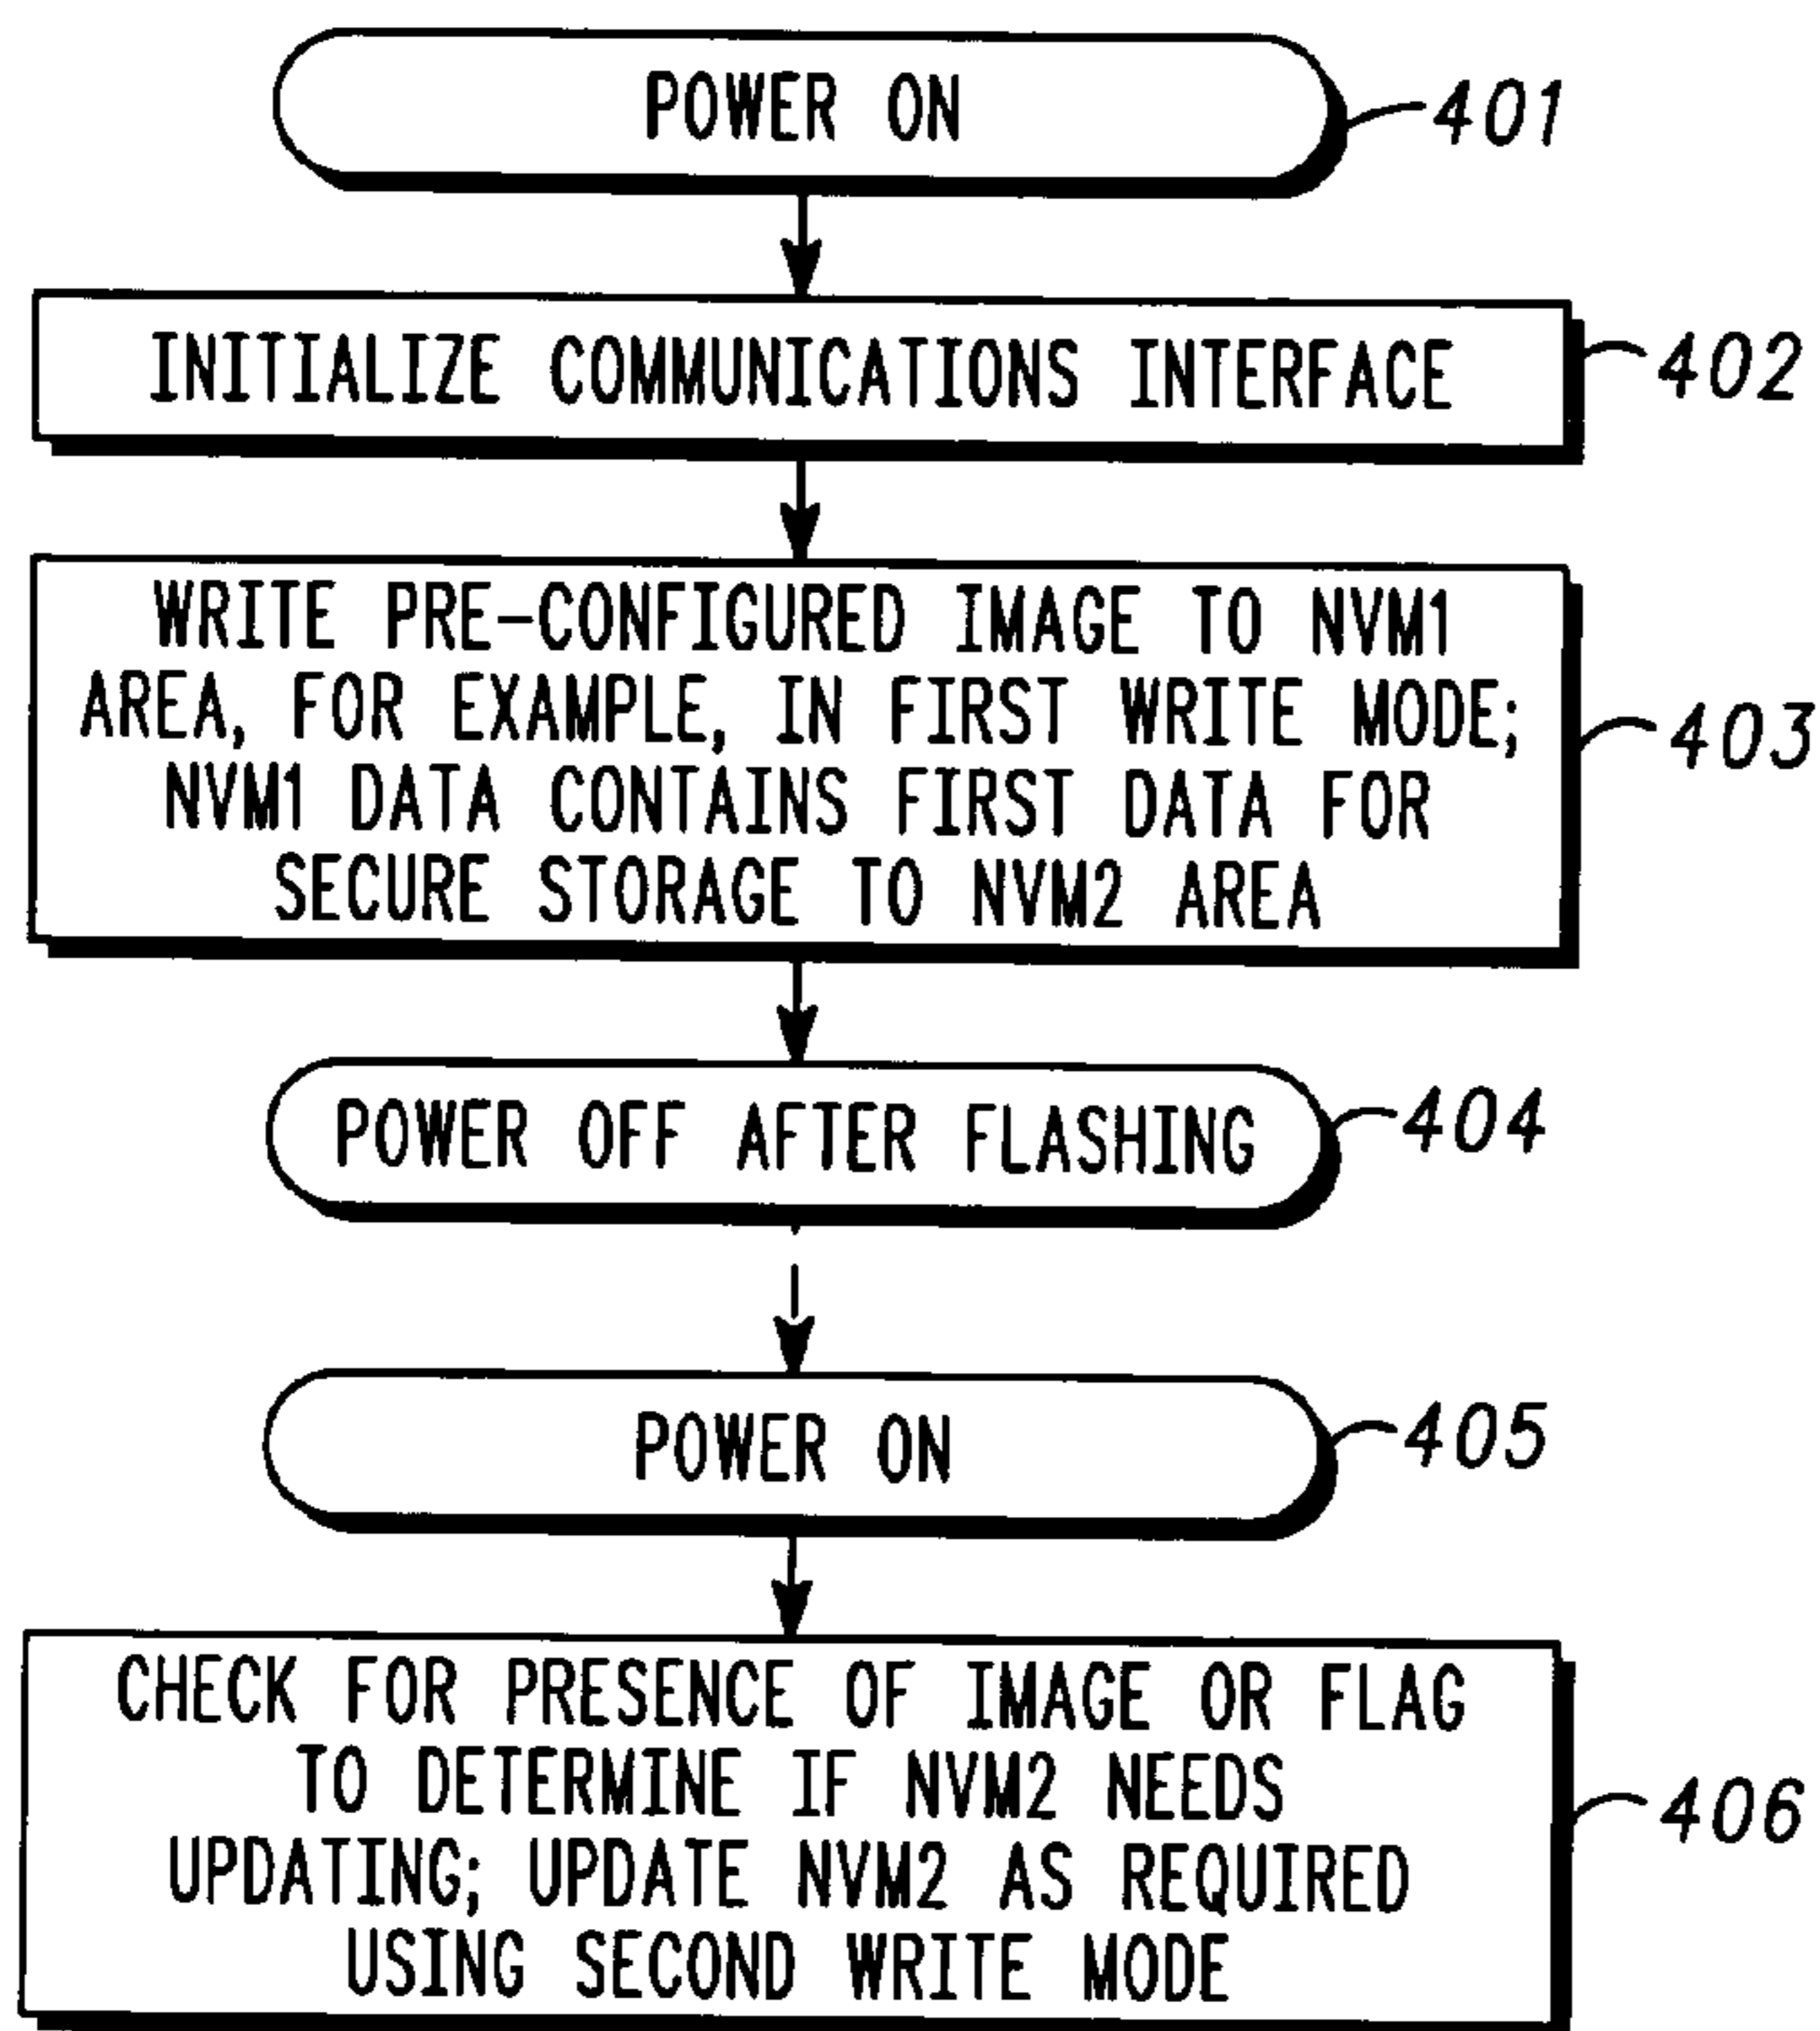 POWER ON
401
INITIALIZE COMMUNICATIONS INTERFACE
402
WRITE PRE-CONFIGURED IMAGE TO NVM1
AREA, FOR EXAMPLE, IN FIRST WRITE MODE;
NVM1 DATA CONTAINS FIRST DATA FOR
SECURE STORAGE TO NVM2 AREA
403
POWER OFF AFTER FLASHING
404
POWER ON
405
CHECK FOR PRESENCE OF IMAGE OR FLAG
TO DETERMINE IF NVM2 NEEDS
UPDATING; UPDATE NVM2 AS REQUIRED
USING SECOND WRITE MODE
406